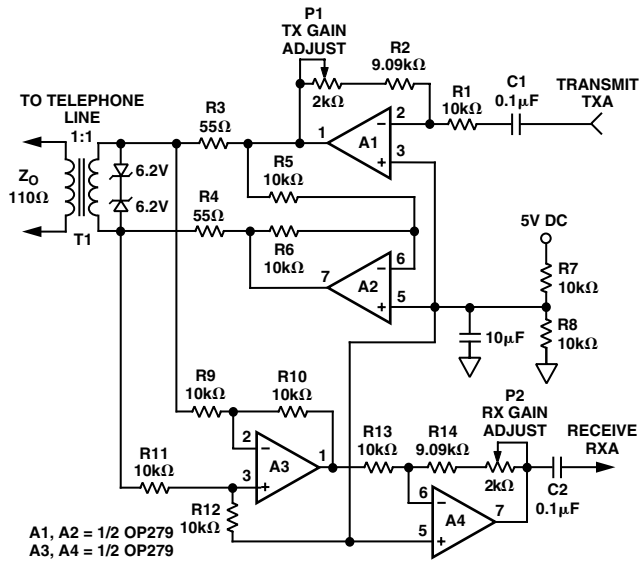 P1
TX GAIN
ADJUST
2kΩ
R2
9.09kΩ
R1
10kΩ
C1
0.1µF
TRANSMIT
TXA
TO TELEPHONE
LINE
1:1
Z_O
110Ω
T1
6.2V
6.2V
R3
55Ω
1
A1
2
3
–
+
R5
10kΩ
R4
55Ω
R6
10kΩ
7
A2
6
5
–
+
5V DC
R7
10kΩ
R8
10kΩ
10µF
R9
10kΩ
R10
10kΩ
R11
10kΩ
R12
10kΩ
2
3
–
+
A3
1
R13
10kΩ
R14
9.09kΩ
P2
RX GAIN
ADJUST
2kΩ
6
5
–
+
A4
7
C2
0.1µF
RECEIVE
RXA
A1, A2 = 1/2 OP279
A3, A4 = 1/2 OP279